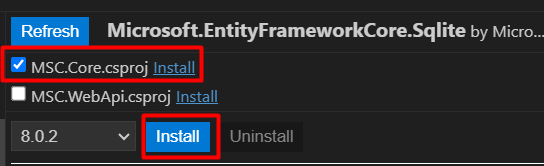 Refresh Microsoft.EntityFrameworkCore.Sqlite by Micro...
MSC.Core.csproj Install
MSC.WebApi.csproj Install
8.0.2 Install Uninstall